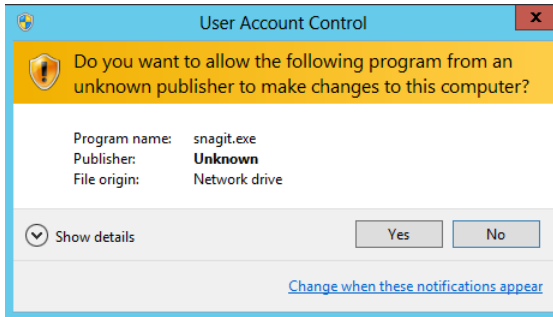 User Account Control
x
Do you want to allow the following program from an
unknown publisher to make changes to this computer?
Program name: snagit.exe
Publisher: Unknown
File origin: Network drive
Show details
Yes No
Change when these notifications appear